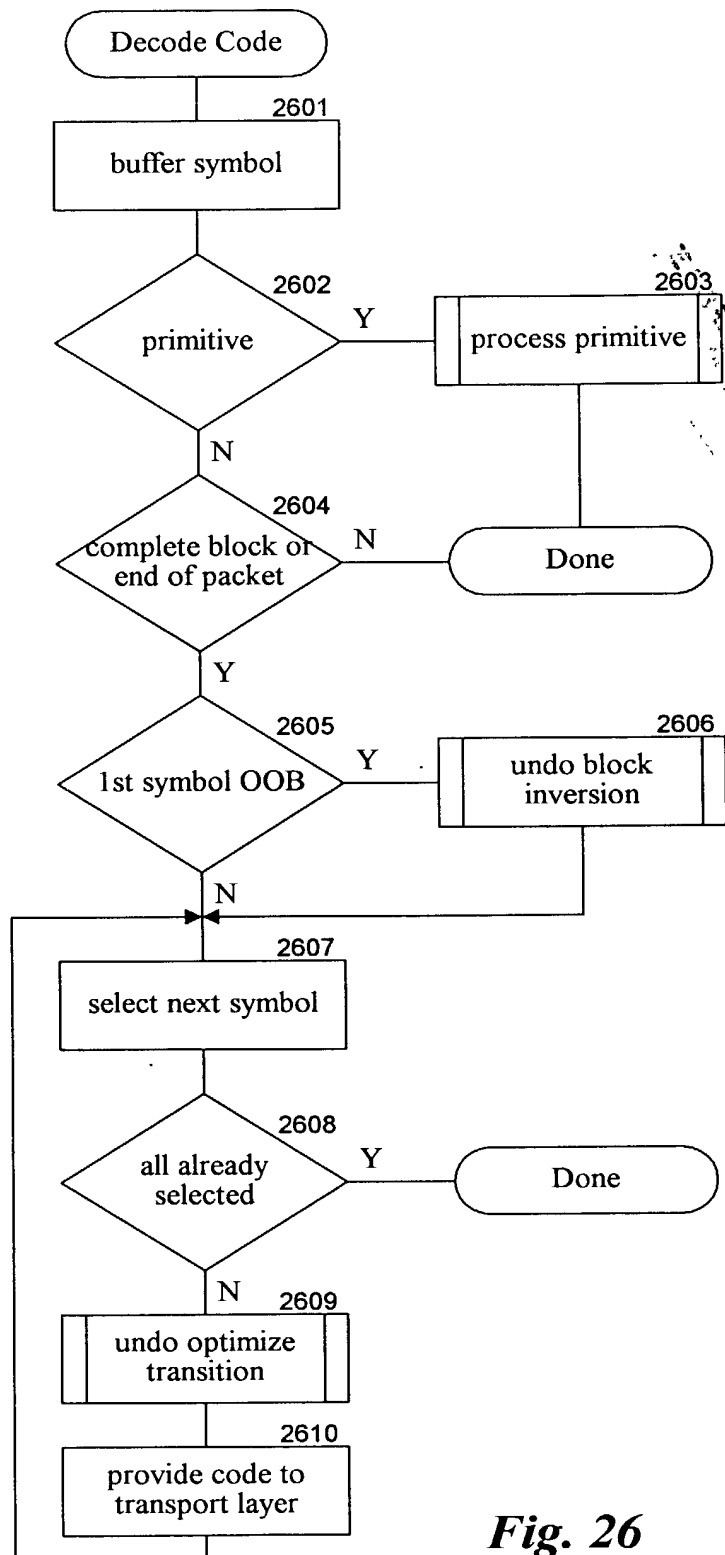 Decode Code
2601
buffer symbol
2602
primitive
Y
2603
process primitive
N
2604
complete block or
end of packet
N
Done
Y
2605
1st symbol OOB
Y
2606
undo block
inversion
N
2607
select next symbol
2608
all already
selected
Y
Done
N
2609
undo optimize
transition
2610
provide code to
transport layer
Fig. 26